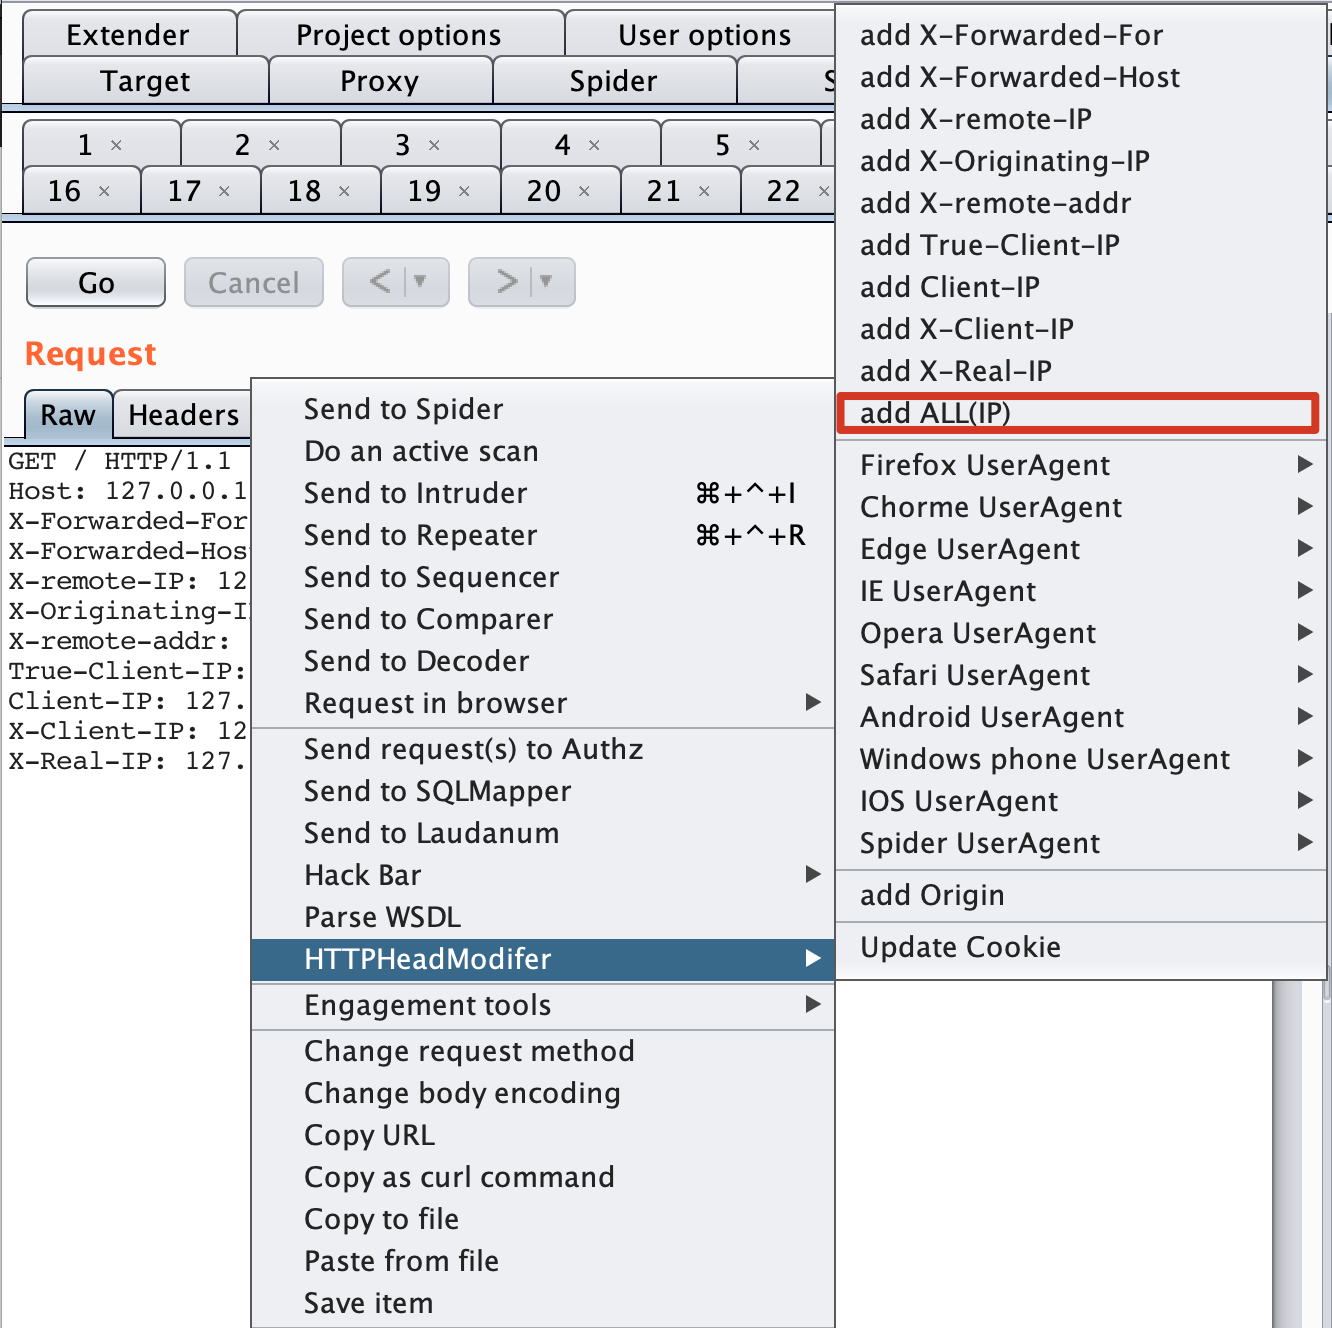 Extender
Project options
User options
Target
Proxy
Spider
1 ×
2 ×
3 ×
4 ×
5 ×
16 ×
17 ×
18 ×
19 ×
20 ×
21 ×
22 ×
Go
Cancel
<
>
Request
Raw
Headers
GET / HTTP/1.1
Host: 127.0.0.1
X-Forwarded-For
X-Forwarded-Hos
X-remote-IP: 12
X-Originating-I
X-remote-addr:
True-Client-IP:
Client-IP: 127.
X-Client-IP: 12
X-Real-IP: 127.
Send to Spider
Do an active scan
Send to Intruder ⌘+^+I
Send to Repeater ⌘+^+R
Send to Sequencer
Send to Comparer
Send to Decoder
Request in browser
Send request(s) to Authz
Send to SQLMapper
Send to Laudanum
Hack Bar
Parse WSDL
HTTPHeadModifer
Engagement tools
Change request method
Change body encoding
Copy URL
Copy as curl command
Copy to file
Paste from file
Save item
add X-Forwarded-For
add X-Forwarded-Host
add X-remote-IP
add X-Originating-IP
add X-remote-addr
add True-Client-IP
add Client-IP
add X-Client-IP
add X-Real-IP
add ALL(IP)
Firefox UserAgent
Chorme UserAgent
Edge UserAgent
IE UserAgent
Opera UserAgent
Safari UserAgent
Android UserAgent
Windows phone UserAgent
IOS UserAgent
Spider UserAgent
add Origin
Update Cookie